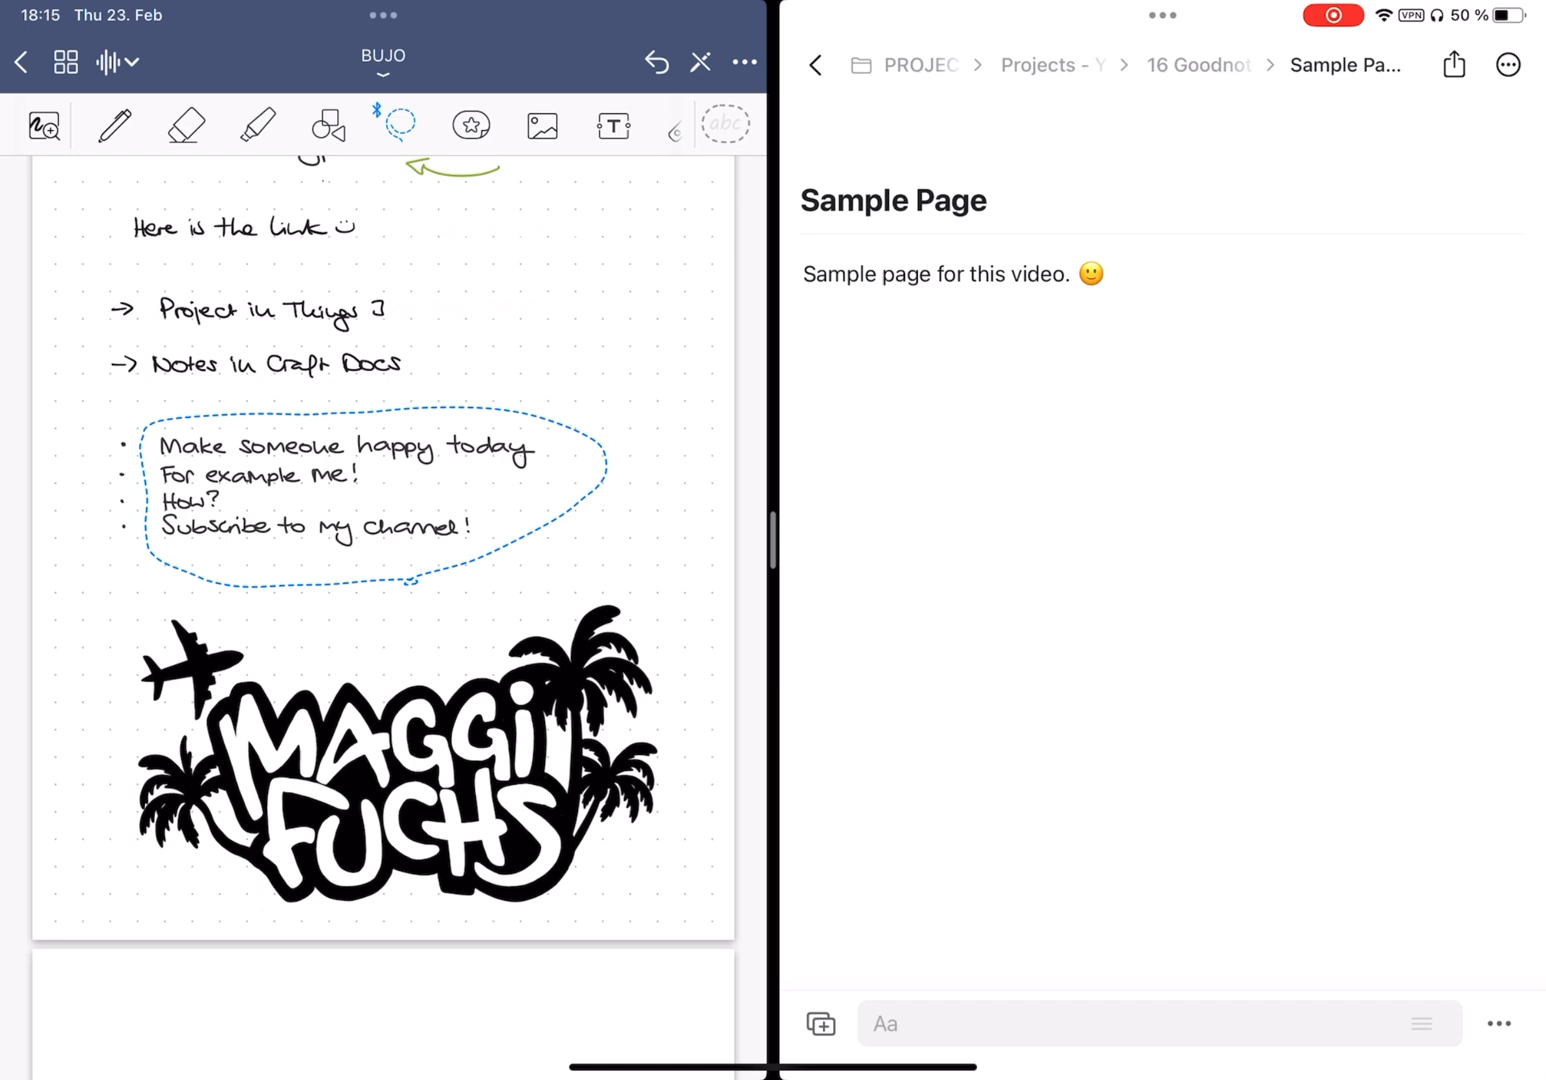 18:15 Thu 23. Feb
VPN 50 %
BUJO
PROJEC > Projects - Y > 16 Goodnot > Sample Pa...
T
abc
Here is the link
→ Project in Things 3
→ Notes in Craft Docs
· Make someone happy today
· For example me!
· How?
· Subscribe to my channel!
MAGGI
FUCHS
Sample Page
Sample page for this video. 🙂
Aa